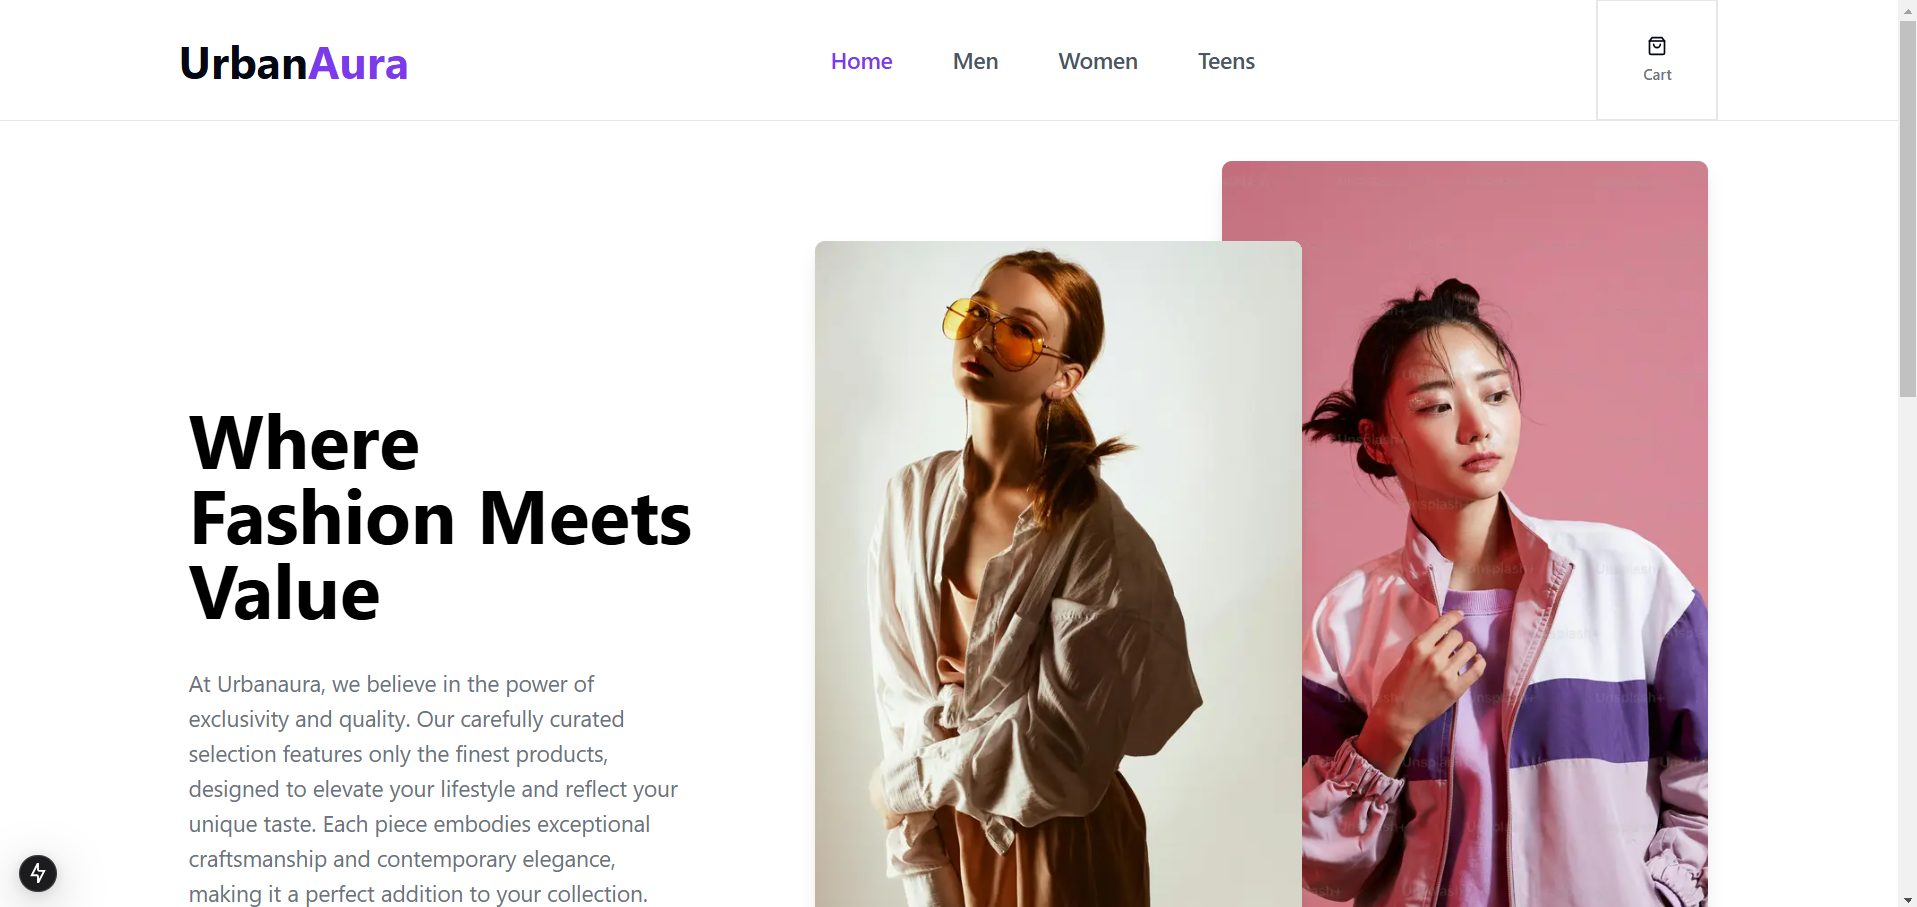 UrbanAura
Home
Men
Women
Teens
Cart
Where
Fashion Meets
Value
At Urbanaura, we believe in the power of
exclusivity and quality. Our carefully curated
selection features only the finest products,
designed to elevate your lifestyle and reflect your
unique taste. Each piece embodies exceptional
craftsmanship and contemporary elegance,
making it a perfect addition to your collection.
Unsplash+